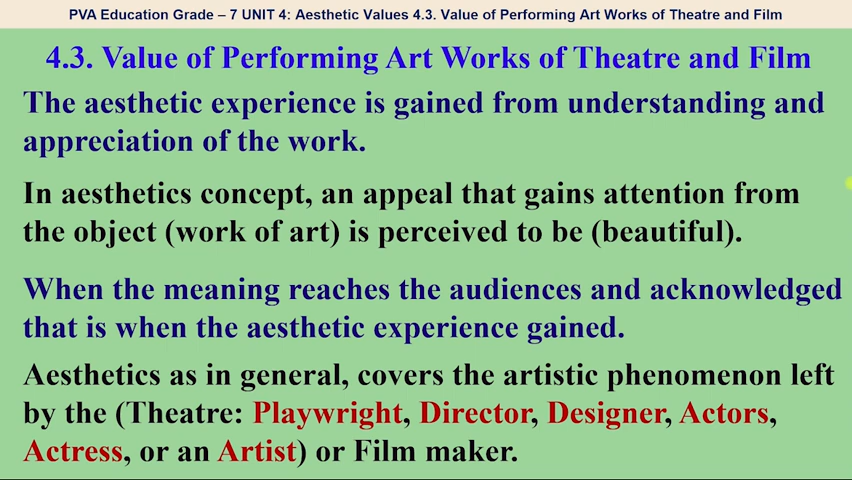 PVA Education Grade – 7 UNIT 4: Aesthetic Values 4.3. Value of Performing Art Works of Theatre and Film
4.3. Value of Performing Art Works of Theatre and Film
The aesthetic experience is gained from understanding and
appreciation of the work.
In aesthetics concept, an appeal that gains attention from
the object (work of art) is perceived to be (beautiful).
When the meaning reaches the audiences and acknowledged
that is when the aesthetic experience gained.
Aesthetics as in general, covers the artistic phenomenon left
by the (Theatre: Playwright, Director, Designer, Actors,
Actress, or an Artist) or Film maker.